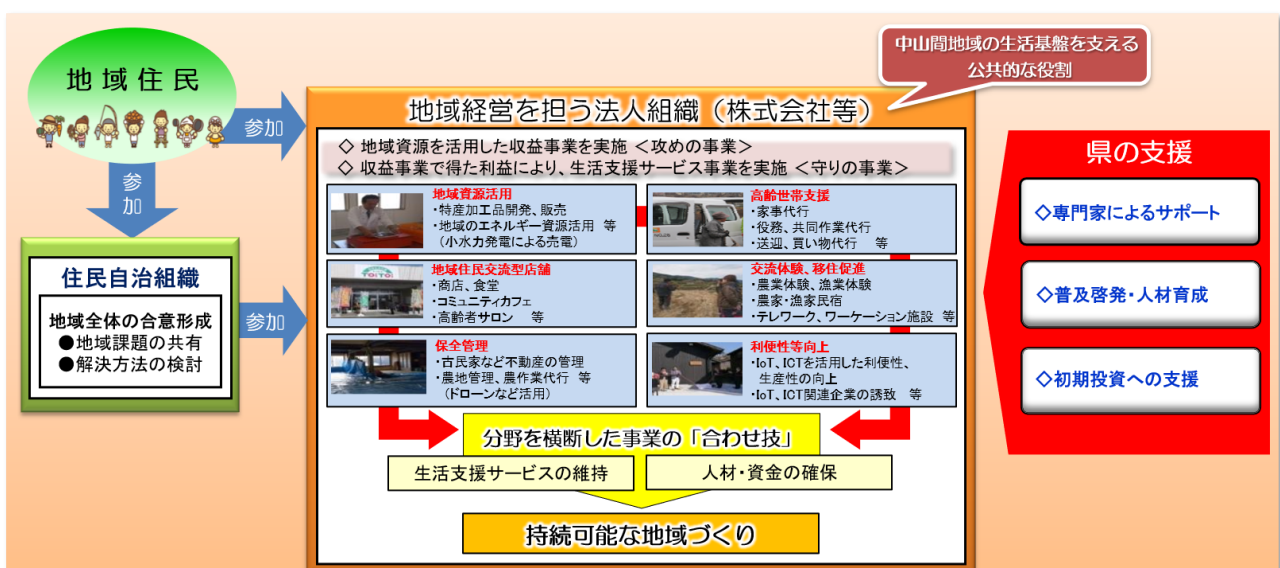 中山間地域の生活基盤を支える
公共的な役割
地域住民
参加
参
加
住民自治組織
地域全体の合意形成
●地域課題の共有
●解決方法の検討
参加
地域経営を担う法人組織（株式会社等）
◇ 地域資源を活用した収益事業を実施 ＜攻めの事業＞
◇ 収益事業で得た利益により、生活支援サービス事業を実施 ＜守りの事業＞
地域資源活用
・特産加工品開発、販売
・地域のエネルギー資源活用 等
（小水力発電による売電）
高齢世帯支援
・家事代行
・役務、共同作業代行
・送迎、買い物代行 等
TOiTOi
地域住民交流型店舗
・商店、食堂
・コミュニティカフェ
・高齢者サロン 等
交流体験、移住促進
・農業体験、漁業体験
・農家・漁家民宿
・テレワーク、ワーケーション施設 等
保全管理
・古民家など不動産の管理
・農地管理、農作業代行 等
（ドローンなど活用）
利便性等向上
・IoT、ICTを活用した利便性、
生産性の向上
・IoT、ICT関連企業の誘致 等
分野を横断した事業の「合わせ技」
生活支援サービスの維持
人材・資金の確保
持続可能な地域づくり
県の支援
◇専門家によるサポート
◇普及啓発・人材育成
◇初期投資への支援